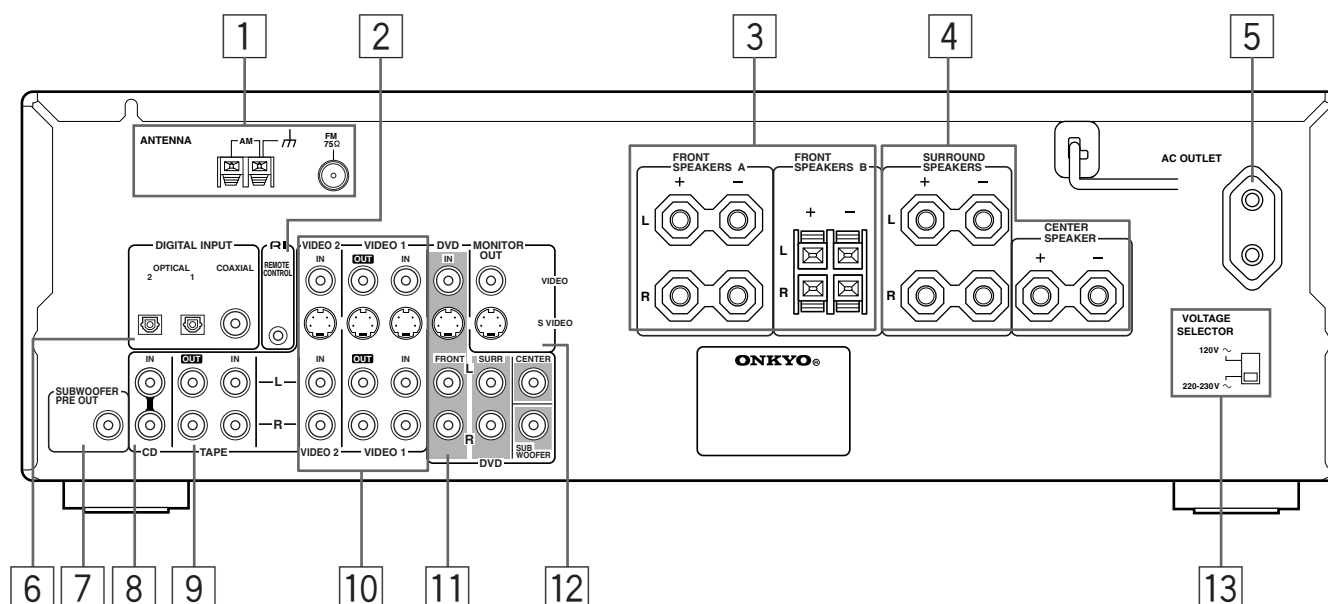 1 2 3 4 5
ANTENNA
AM
FM
75Ω
FRONT
SPEAKERS A
+ −
L
R
FRONT
SPEAKERS B
+ −
L
R
SURROUND
SPEAKERS
+ −
L
R
CENTER
SPEAKER
+ −
AC OUTLET
VOLTAGE
SELECTOR
120V ~
220-230V ~
DIGITAL INPUT
OPTICAL
2 1
COAXIAL
REMOTE
CONTROL
VIDEO 2 VIDEO 1 DVD MONITOR
OUT
IN OUT IN IN
VIDEO
S VIDEO
IN OUT IN OUT IN FRONT SURR CENTER
IN
L L
R R
SUB
WOOFER
SUBWOOFER
PRE OUT
CD TAPE VIDEO 2 VIDEO 1 DVD
ONKYO®
6 7 8 9 10 11 12 13